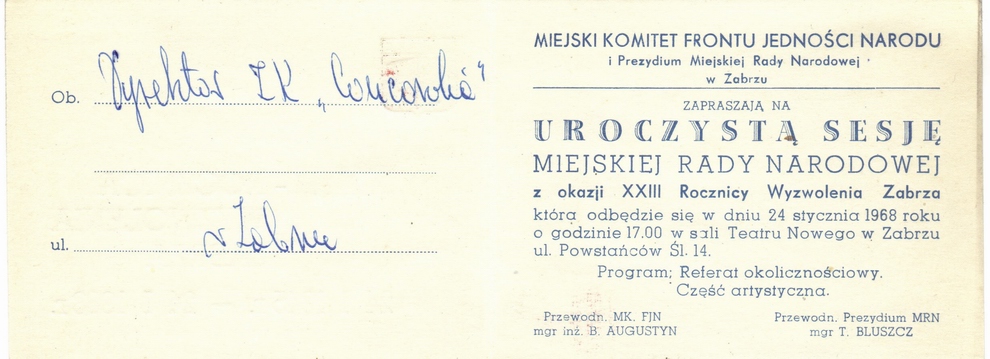 Ob. Dyrektor ZK „Concordia"
ul. w Zabrzu
MIEJSKI KOMITET FRONTU JEDNOŚCI NARODU
i Prezydium Miejskiej Rady Narodowej
w Zabrzu
ZAPRASZAJĄ NA
UROCZYSTĄ SESJĘ
MIEJSKIEJ RADY NARODOWEJ
z okazji XXIII Rocznicy Wyzwolenia Zabrza
która odbędzie się w dniu 24 stycznia 1968 roku
o godzinie 17.00 w sali Teatru Nowego w Zabrzu
ul. Powstańców Śl. 14.
Program; Referat okolicznościowy.
Część artystyczna.
Przewodn. MK. FJN
mgr inż. B. AUGUSTYN
Przewodn. Prezydium MRN
mgr T. BLUSZCZ